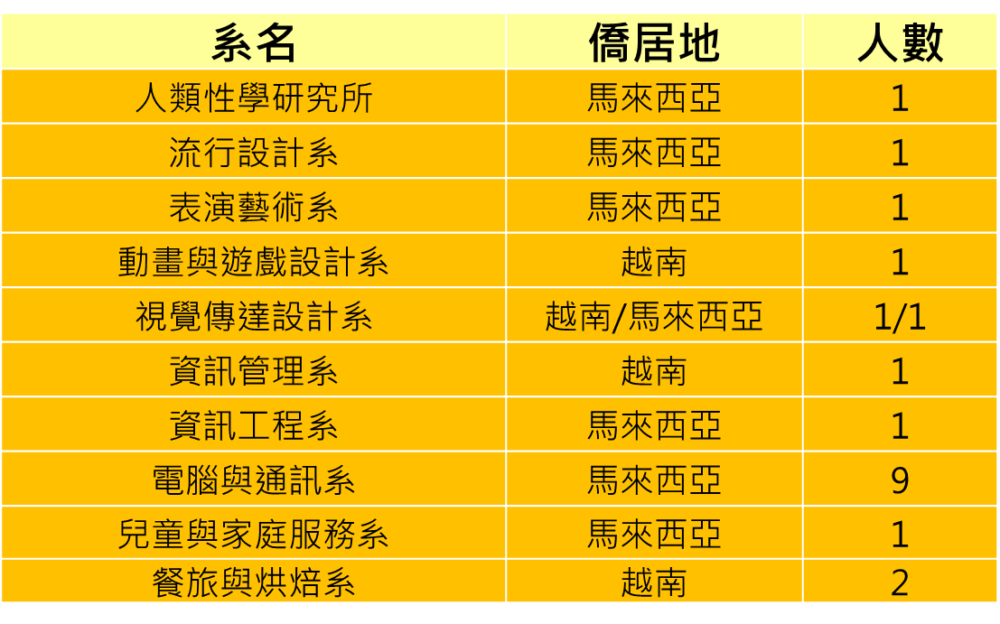 系名 僑居地 人數
人類性學研究所 馬來西亞 1
流行設計系 馬來西亞 1
表演藝術系 馬來西亞 1
動畫與遊戲設計系 越南 1
視覺傳達設計系 越南/馬來西亞 1/1
資訊管理系 越南 1
資訊工程系 馬來西亞 1
電腦與通訊系 馬來西亞 9
兒童與家庭服務系 馬來西亞 1
餐旅與烘焙系 越南 2